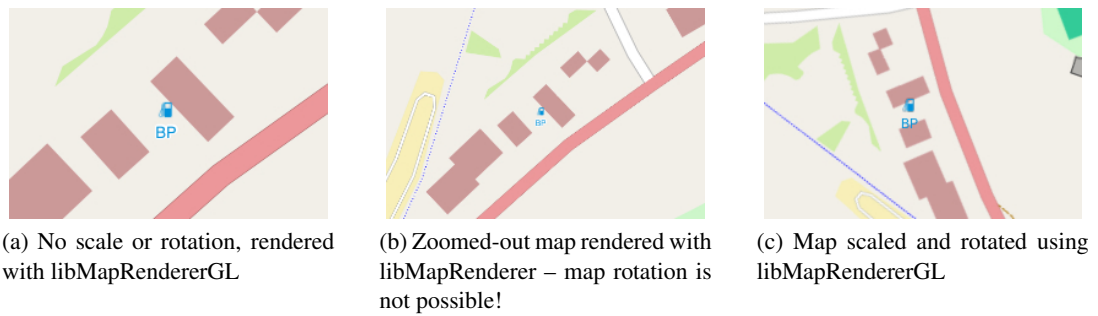 BP
BP
BP
(a) No scale or rotation, rendered
with libMapRendererGL
(b) Zoomed-out map rendered with
libMapRenderer – map rotation is
not possible!
(c) Map scaled and rotated using
libMapRendererGL